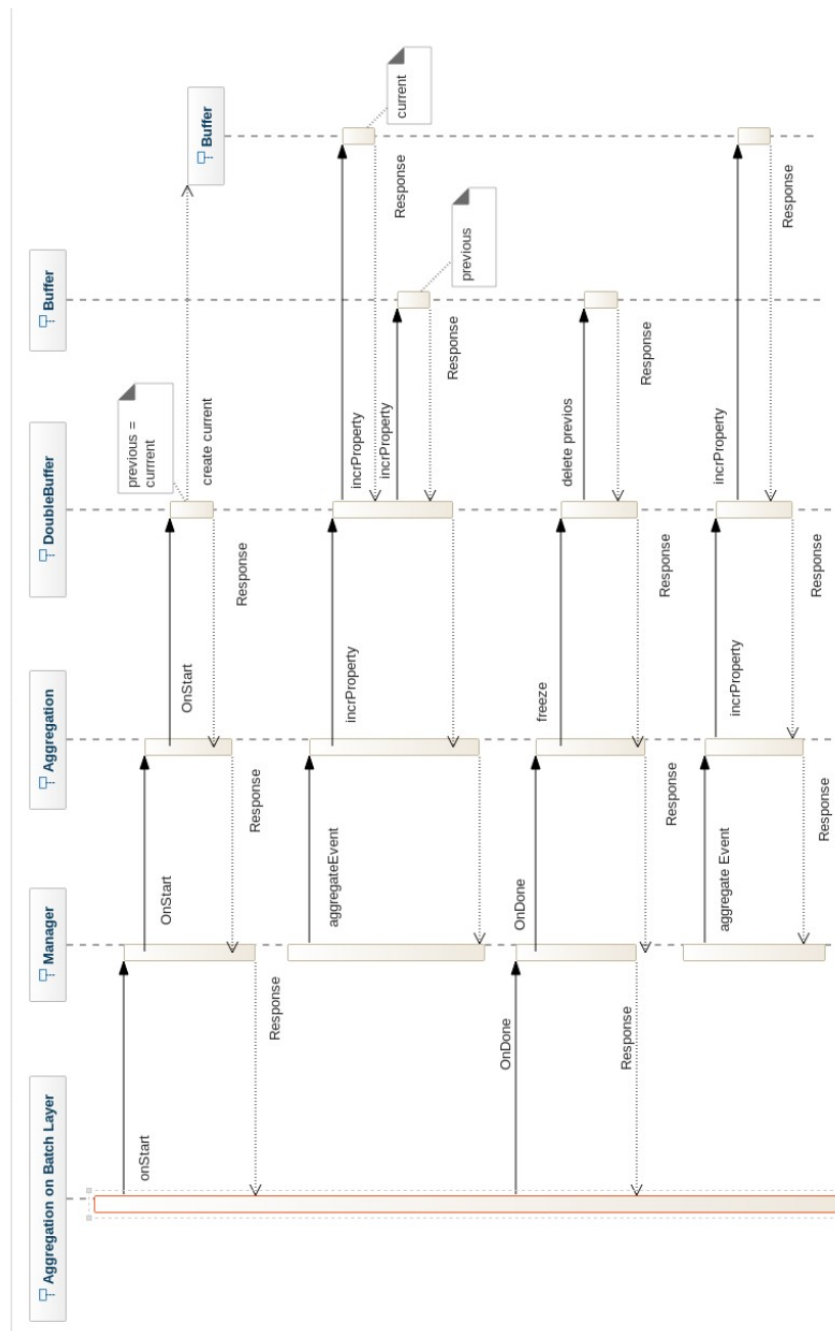 Aggregation on Batch Layer
Manager
Aggregation
DoubleBuffer
Buffer
Buffer
onStart
OnStart
OnStart
previous =
currrent
create current
Response
Response
Response
aggregateEvent
incrProperty
incrProperty
current
Response
incrProperty
previous
Response
OnDone
OnDone
freeze
delete previos
Response
Response
Response
Response
aggregate Event
incrProperty
incrProperty
Response
Response
Response